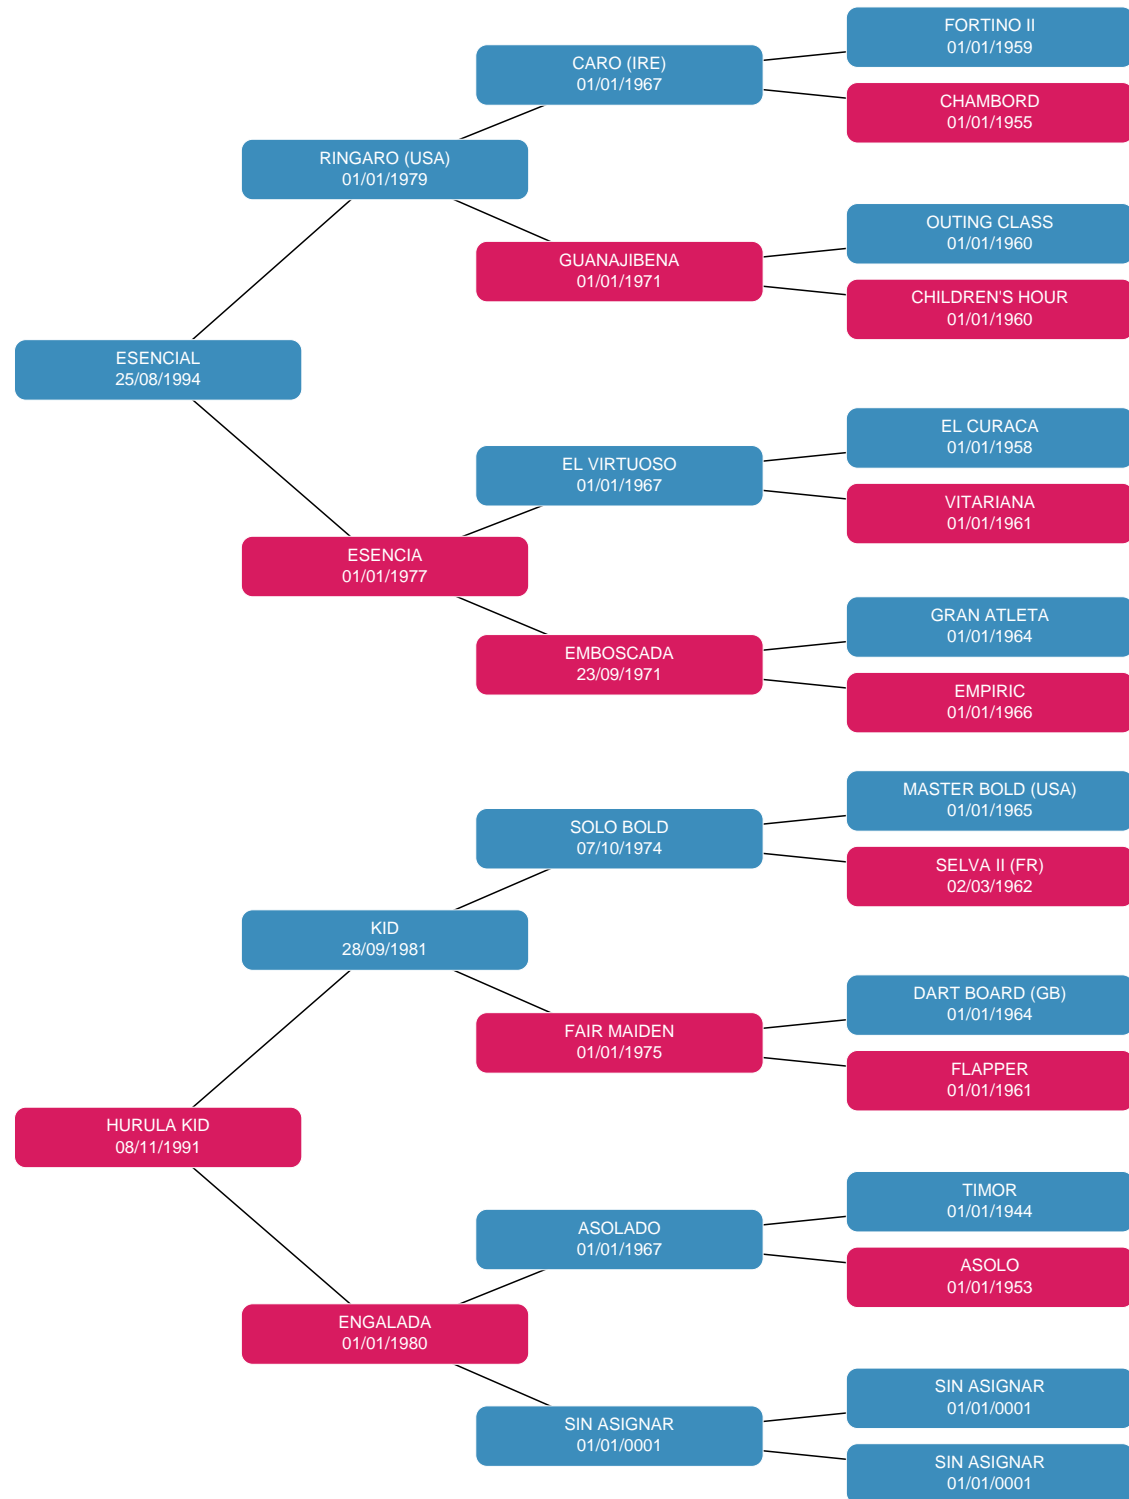 FORTINO II
01/01/1959
CARO (IRE)
01/01/1967
CHAMBORD
01/01/1955
RINGARO (USA)
01/01/1979
OUTING CLASS
01/01/1960
GUANAJIBENA
01/01/1971
CHILDREN'S HOUR
01/01/1960
ESENCIAL
25/08/1994
EL CURACA
01/01/1958
EL VIRTUOSO
01/01/1967
VITARIANA
01/01/1961
ESENCIA
01/01/1977
GRAN ATLETA
01/01/1964
EMBOSCADA
23/09/1971
EMPIRIC
01/01/1966
MASTER BOLD (USA)
01/01/1965
SOLO BOLD
07/10/1974
SELVA II (FR)
02/03/1962
KID
28/09/1981
DART BOARD (GB)
01/01/1964
FAIR MAIDEN
01/01/1975
FLAPPER
01/01/1961
HURULA KID
08/11/1991
TIMOR
01/01/1944
ASOLADO
01/01/1967
ASOLO
01/01/1953
ENGALADA
01/01/1980
SIN ASIGNAR
01/01/0001
SIN ASIGNAR
01/01/0001
SIN ASIGNAR
01/01/0001